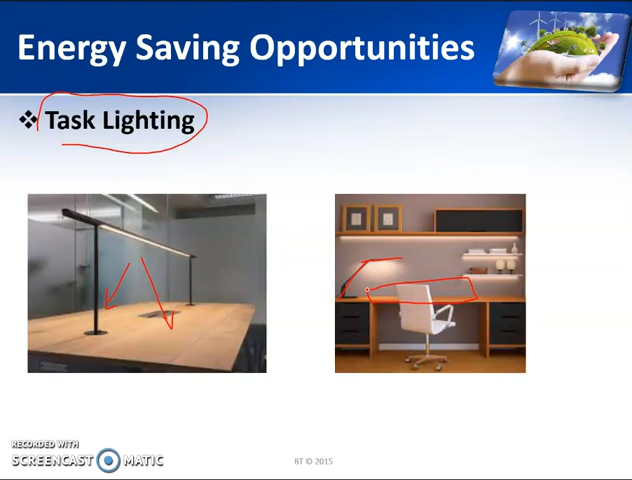 Energy Saving Opportunities
❖ Task Lighting
RECORDED WITH
SCREENCAST MATIC
BT © 2015